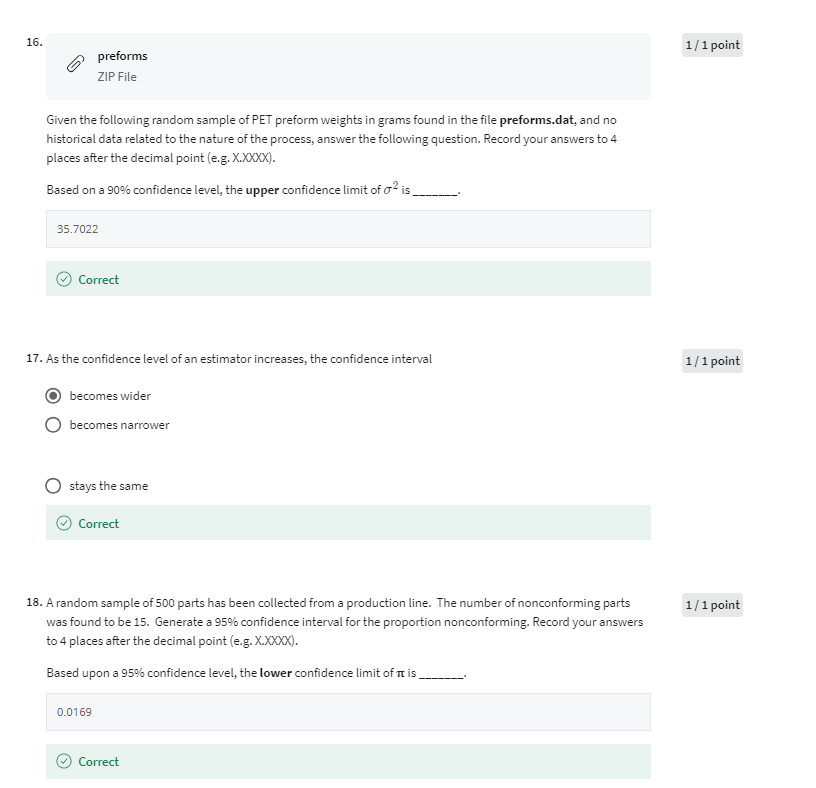 16.
preforms
ZIP File
1 / 1 point
Given the following random sample of PET preform weights in grams found in the file preforms.dat, and no
historical data related to the nature of the process, answer the following question. Record your answers to 4
places after the decimal point (e.g. X.XXXX).
Based on a 90% confidence level, the upper confidence limit of σ² is _______.
35.7022
Correct
17. As the confidence level of an estimator increases, the confidence interval
1 / 1 point
becomes wider
becomes narrower
stays the same
Correct
18. A random sample of 500 parts has been collected from a production line. The number of nonconforming parts
1 / 1 point
was found to be 15. Generate a 95% confidence interval for the proportion nonconforming. Record your answers
to 4 places after the decimal point (e.g. X.XXXX).
Based upon a 95% confidence level, the lower confidence limit of π is _______.
0.0169
Correct